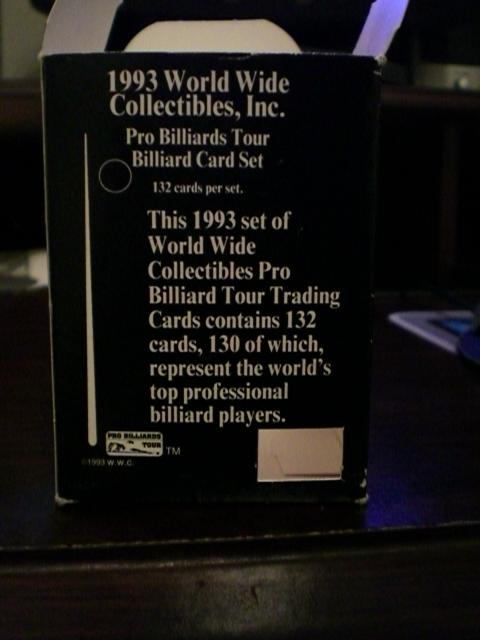 1993 World Wide
Collectibles, Inc.
Pro Billiards Tour
Billiard Card Set
132 cards per set.
This 1993 set of
World Wide
Collectibles Pro
Billiard Tour Trading
Cards contains 132
cards, 130 of which,
represent the world's
top professional
billiard players.
PRO BILLIARDS
TOUR
TM
©1993 W.W.C.